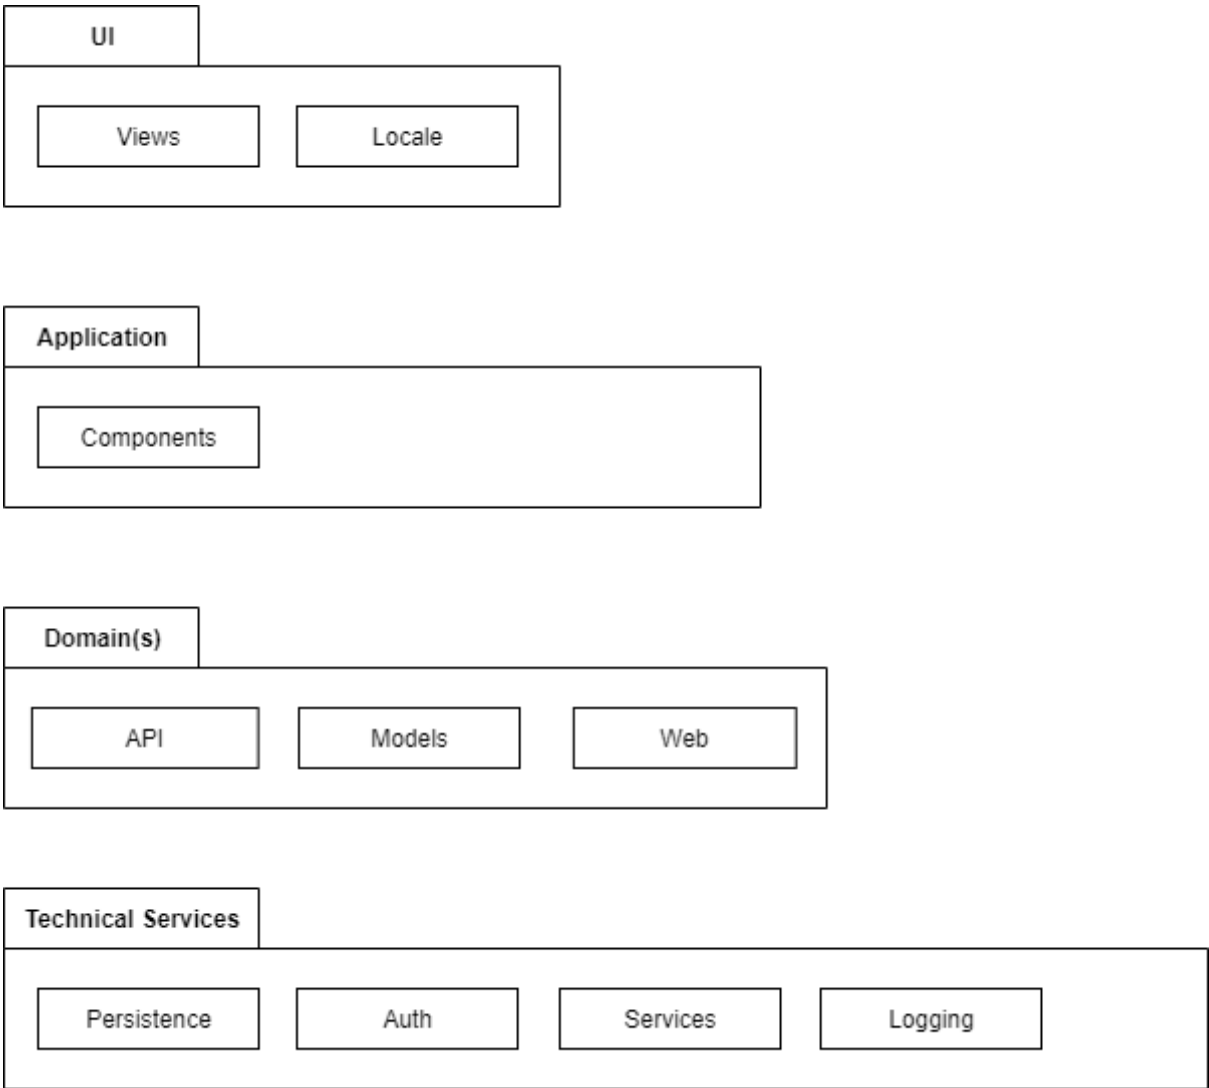 UI
Views
Locale
Application
Components
Domain(s)
API
Models
Web
Technical Services
Persistence
Auth
Services
Logging